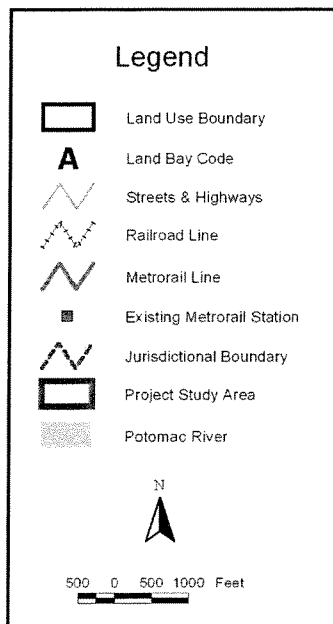 Legend
Land Use Boundary
A Land Bay Code
Streets & Highways
Railroad Line
Metrorail Line
Existing Metrorail Station
Jurisdictional Boundary
Project Study Area
Potomac River
N
500 0 500 1000 Feet